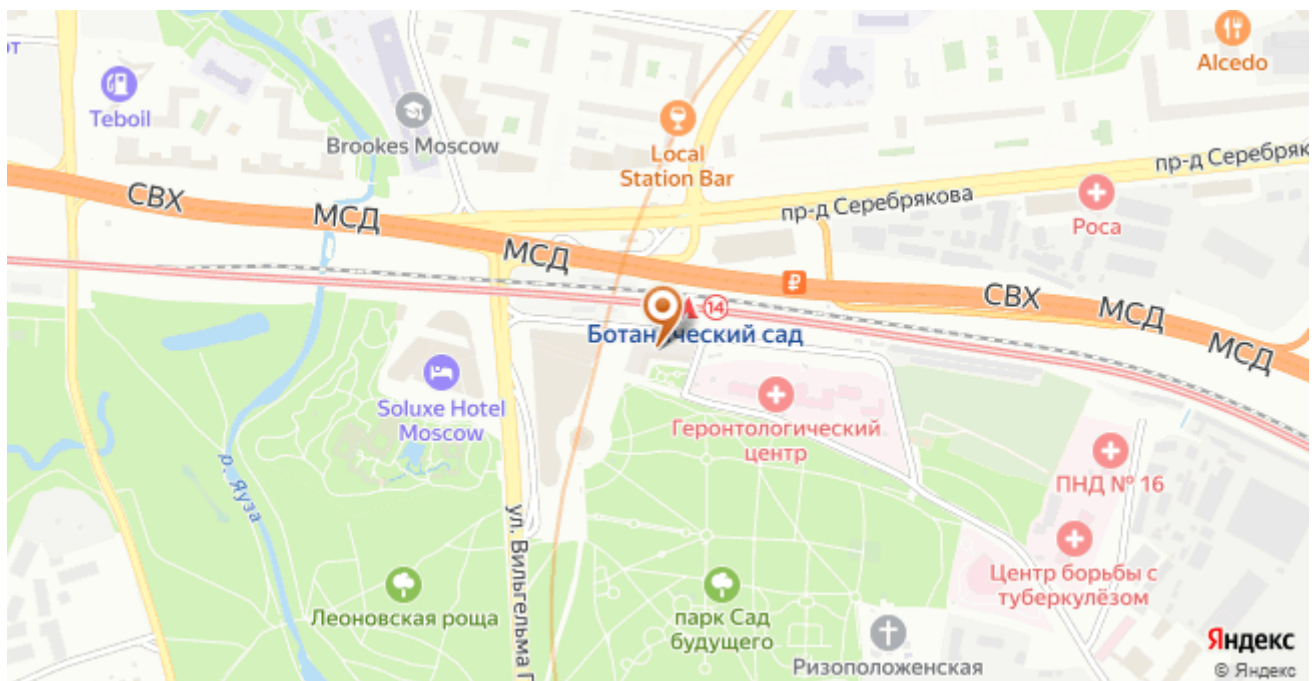 Alcedo
Teboil
Brookes Moscow
Local
Station Bar
пр-д Серебряк
пр-д Серебрякова
Роса
СВХ
МСД
МСД
₽
СВХ
МСД
МСД
14
Ботанический сад
Soluxe Hotel
Moscow
Геронтологический
центр
р. Яуза
ПНД № 16
ул. Вильгельма П
Центр борьбы с
туберкулёзом
Леоновская роща
парк Сад
будущего
Ризоположенская
Яндекс
© Яндекс